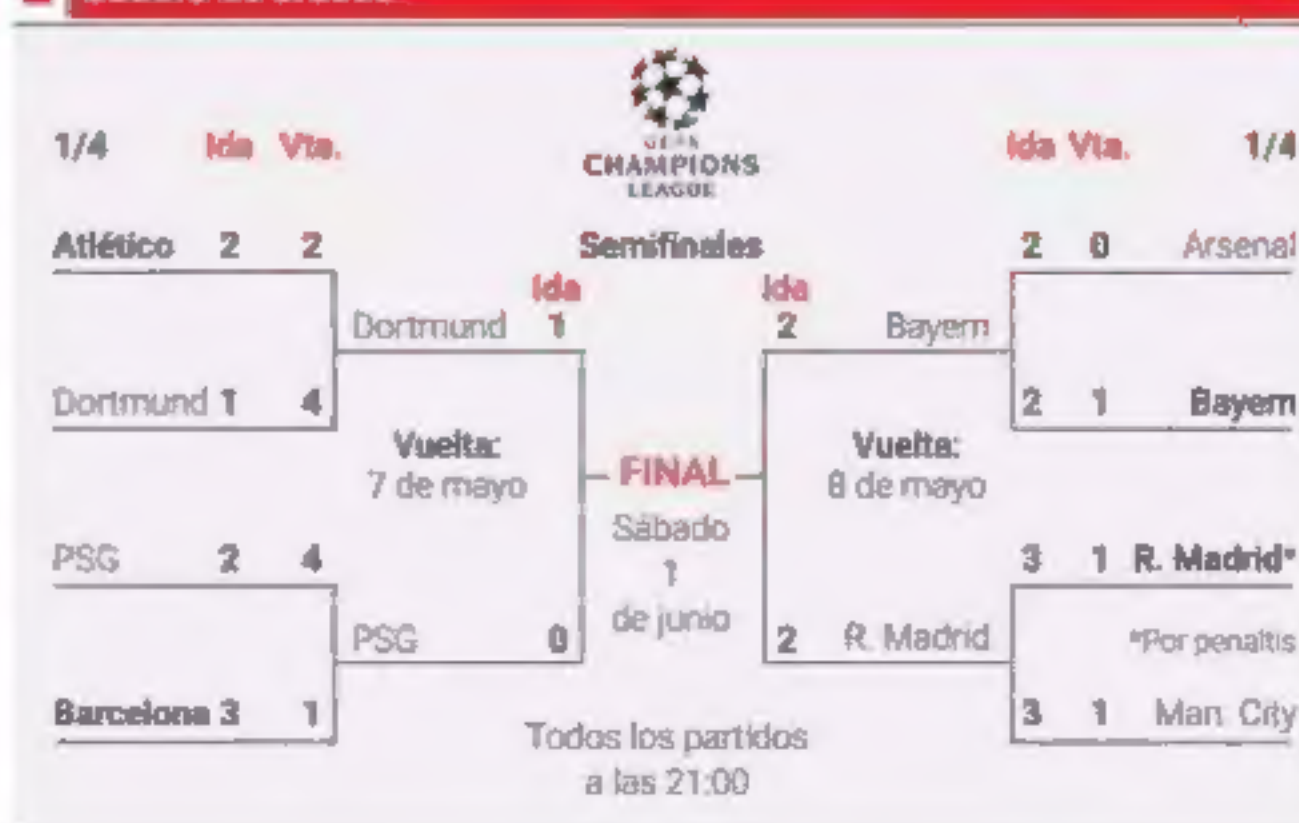 1/4 Ida Vta.
UEFA
CHAMPIONS
LEAGUE
Ida Vta. 1/4
Atlético 2 2
Semifinales
2 0 Arsenal
Ida
Ida
Dortmund 1
2 Bayern
Dortmund 1 4
2 1 Bayern
Vuelta:
7 de mayo
FINAL
Sábado
1
de junio
Vuelta:
8 de mayo
PSG 2 4
3 1 R. Madrid*
PSG 0
2 R. Madrid
*Por penaltis
Barcelona 3 1
3 1 Man. City
Todos los partidos
a las 21:00